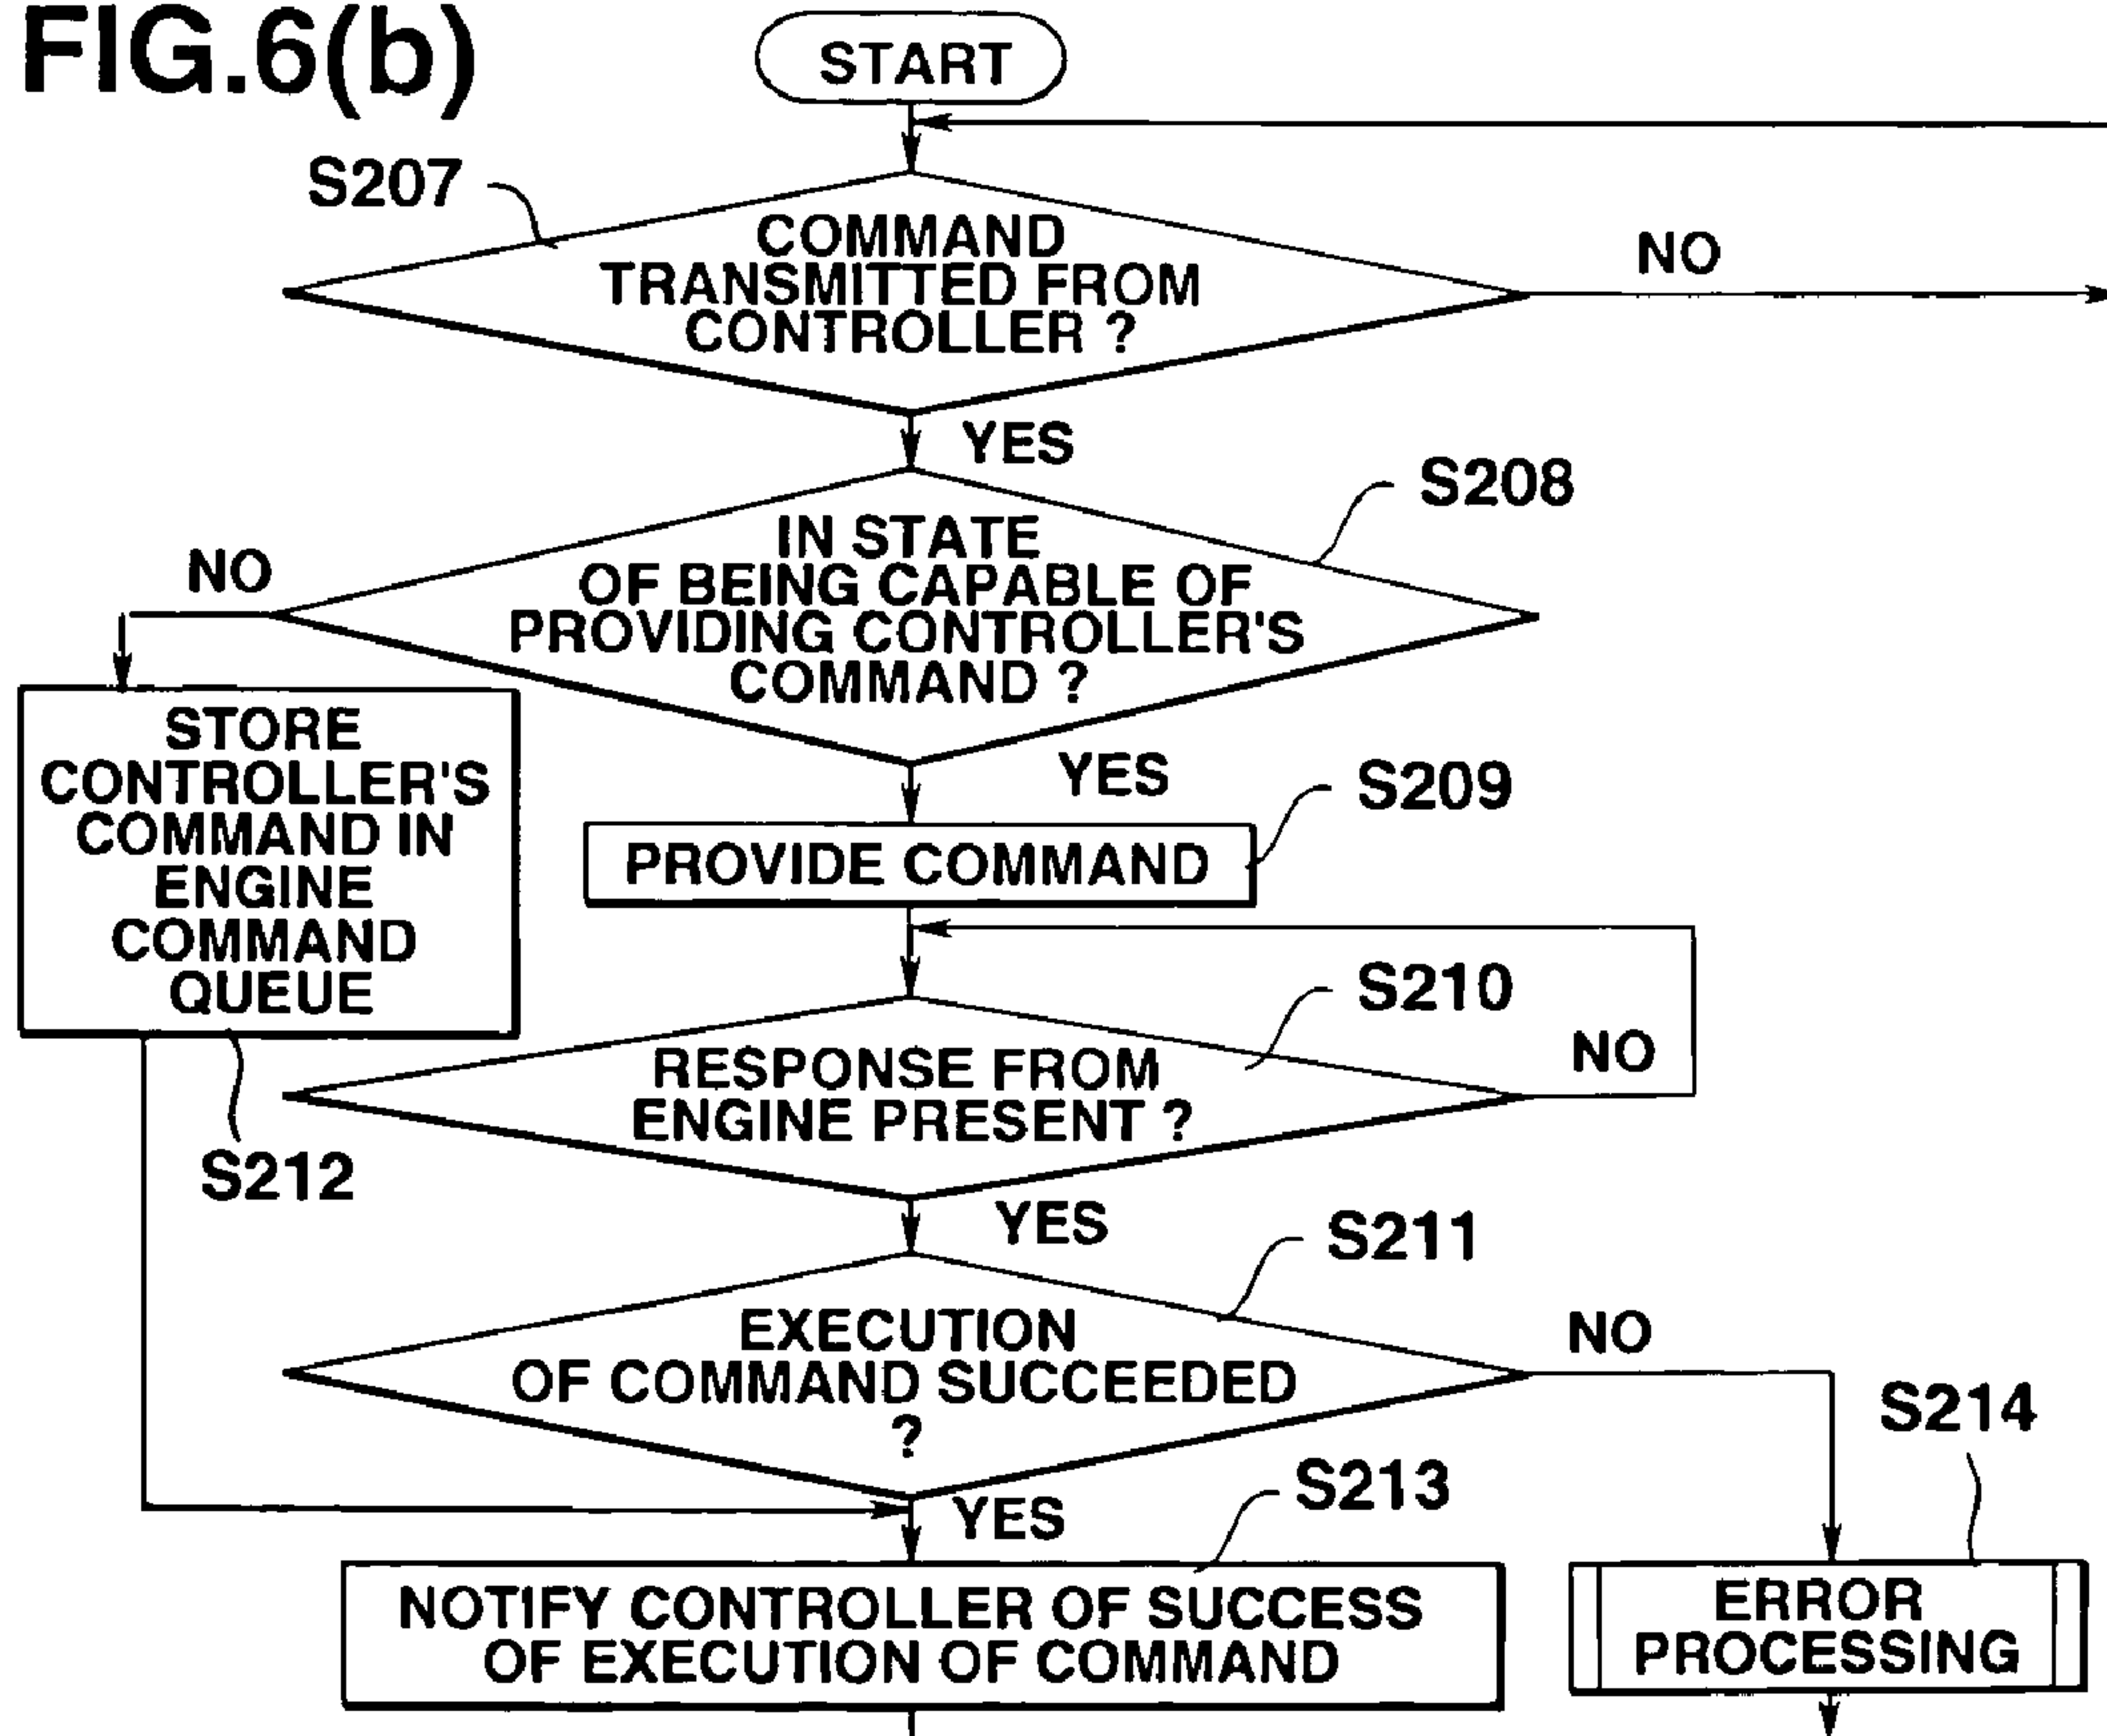 FIG.6(b)
START
S207
COMMAND
TRANSMITTED FROM
CONTROLLER ?
NO
YES
S208
IN STATE
OF BEING CAPABLE OF
PROVIDING CONTROLLER'S
COMMAND ?
NO
STORE
CONTROLLER'S
COMMAND IN
ENGINE
COMMAND
QUEUE
S212
YES
S209
PROVIDE COMMAND
S210
RESPONSE FROM
ENGINE PRESENT ?
NO
YES
S211
EXECUTION
OF COMMAND SUCCEEDED
?
NO
S214
YES
S213
NOTIFY CONTROLLER OF SUCCESS
OF EXECUTION OF COMMAND
ERROR
PROCESSING